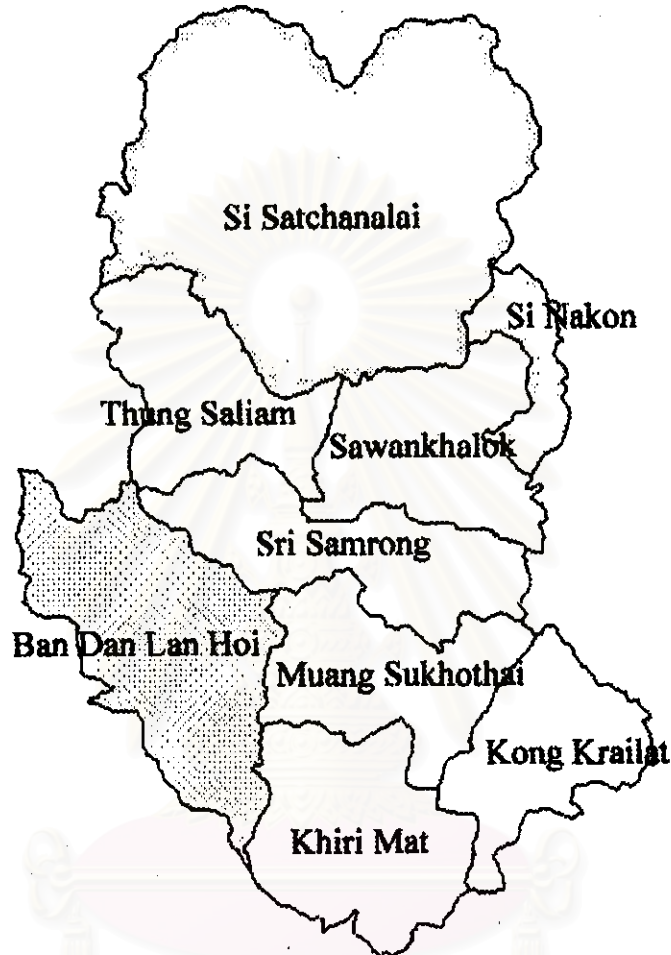 Si Satchanalai
Si Nakon
Thung Saliam
Sawankhalok
Sri Samrong
Ban Dan Lan Hoi
Muang Sukhothai
Kong Krailat
Khiri Mat